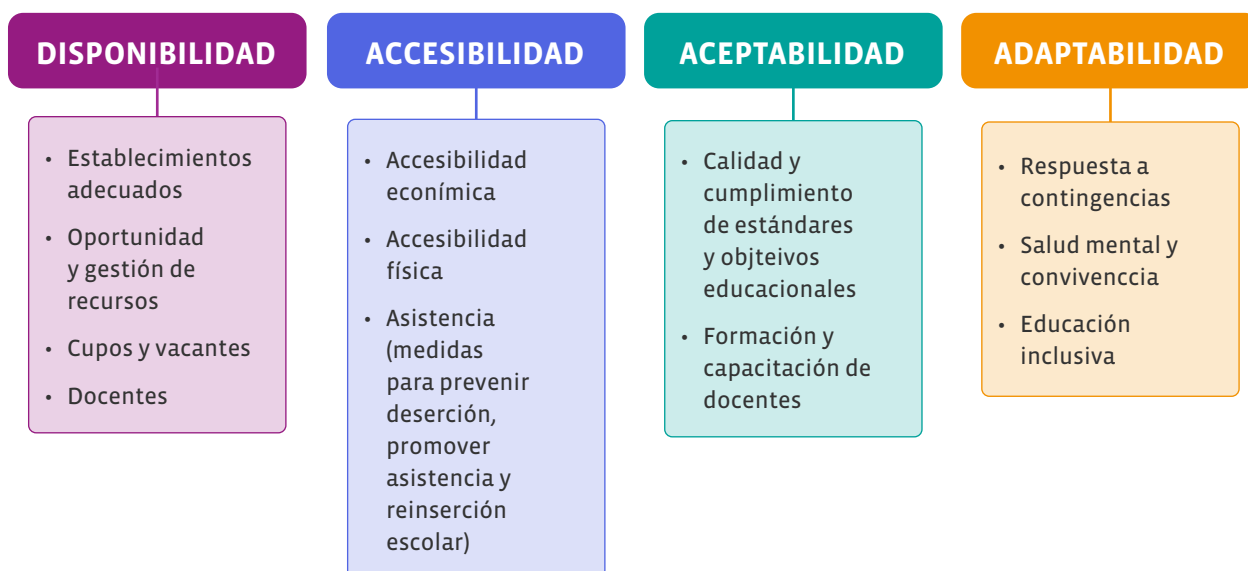 DISPONIBILIDAD
• Establecimientos
adecuados
• Oportunidad
y gestión de
recursos
• Cupos y vacantes
• Docentes
ACCESIBILIDAD
• Accesibilidad
económica
• Accesibilidad
física
• Asistencia
(medidas
para prevenir
deserción,
promover
asistencia y
reinserción
escolar)
ACEPTABILIDAD
• Calidad y
cumplimiento
de estándares
y objteivos
educacionales
• Formación y
capacitación de
docentes
ADAPTABILIDAD
• Respuesta a
contingencias
• Salud mental y
convivenccia
• Educación
inclusiva